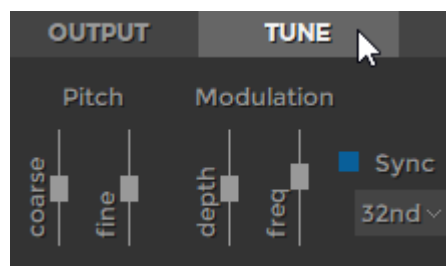 OUTPUT TUNE
Pitch Modulation
coarse fine depth freq Sync
32nd